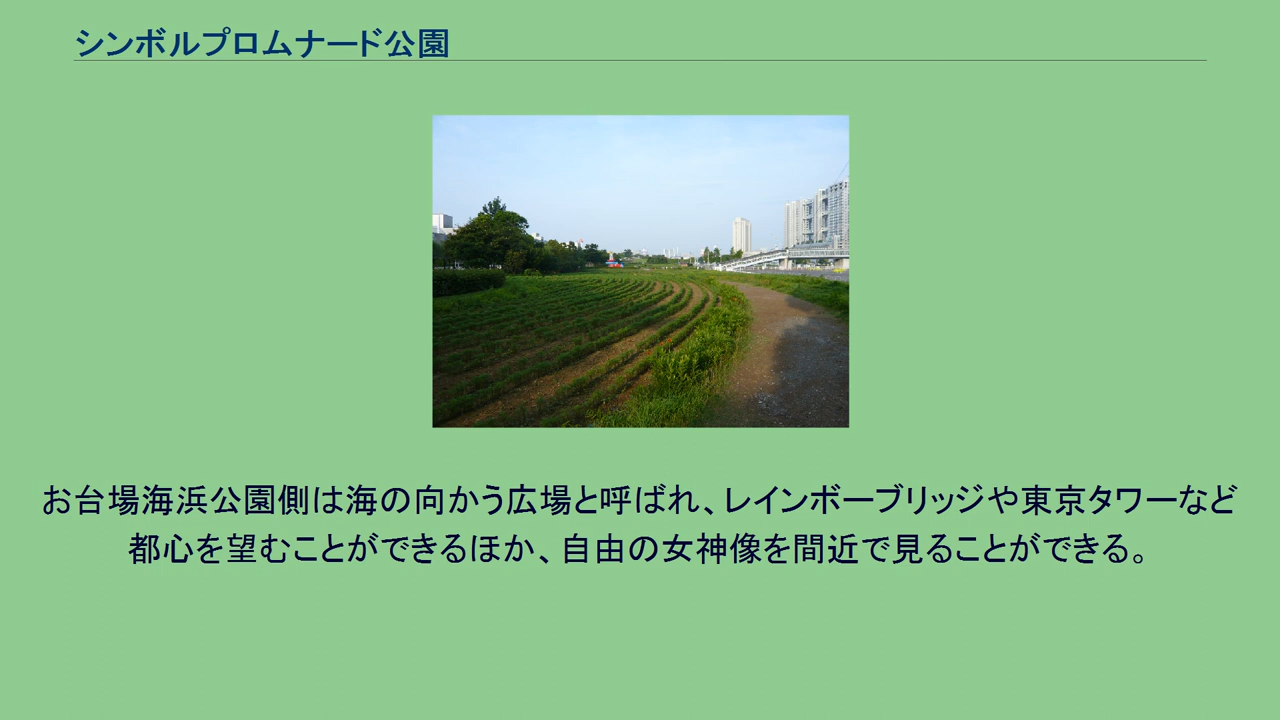 シンボルプロムナード公園
お台場海浜公園側は海の向かう広場と呼ばれ、レインボーブリッジや東京タワーなど
都心を望むことができるほか、自由の女神像を間近で見ることができる。